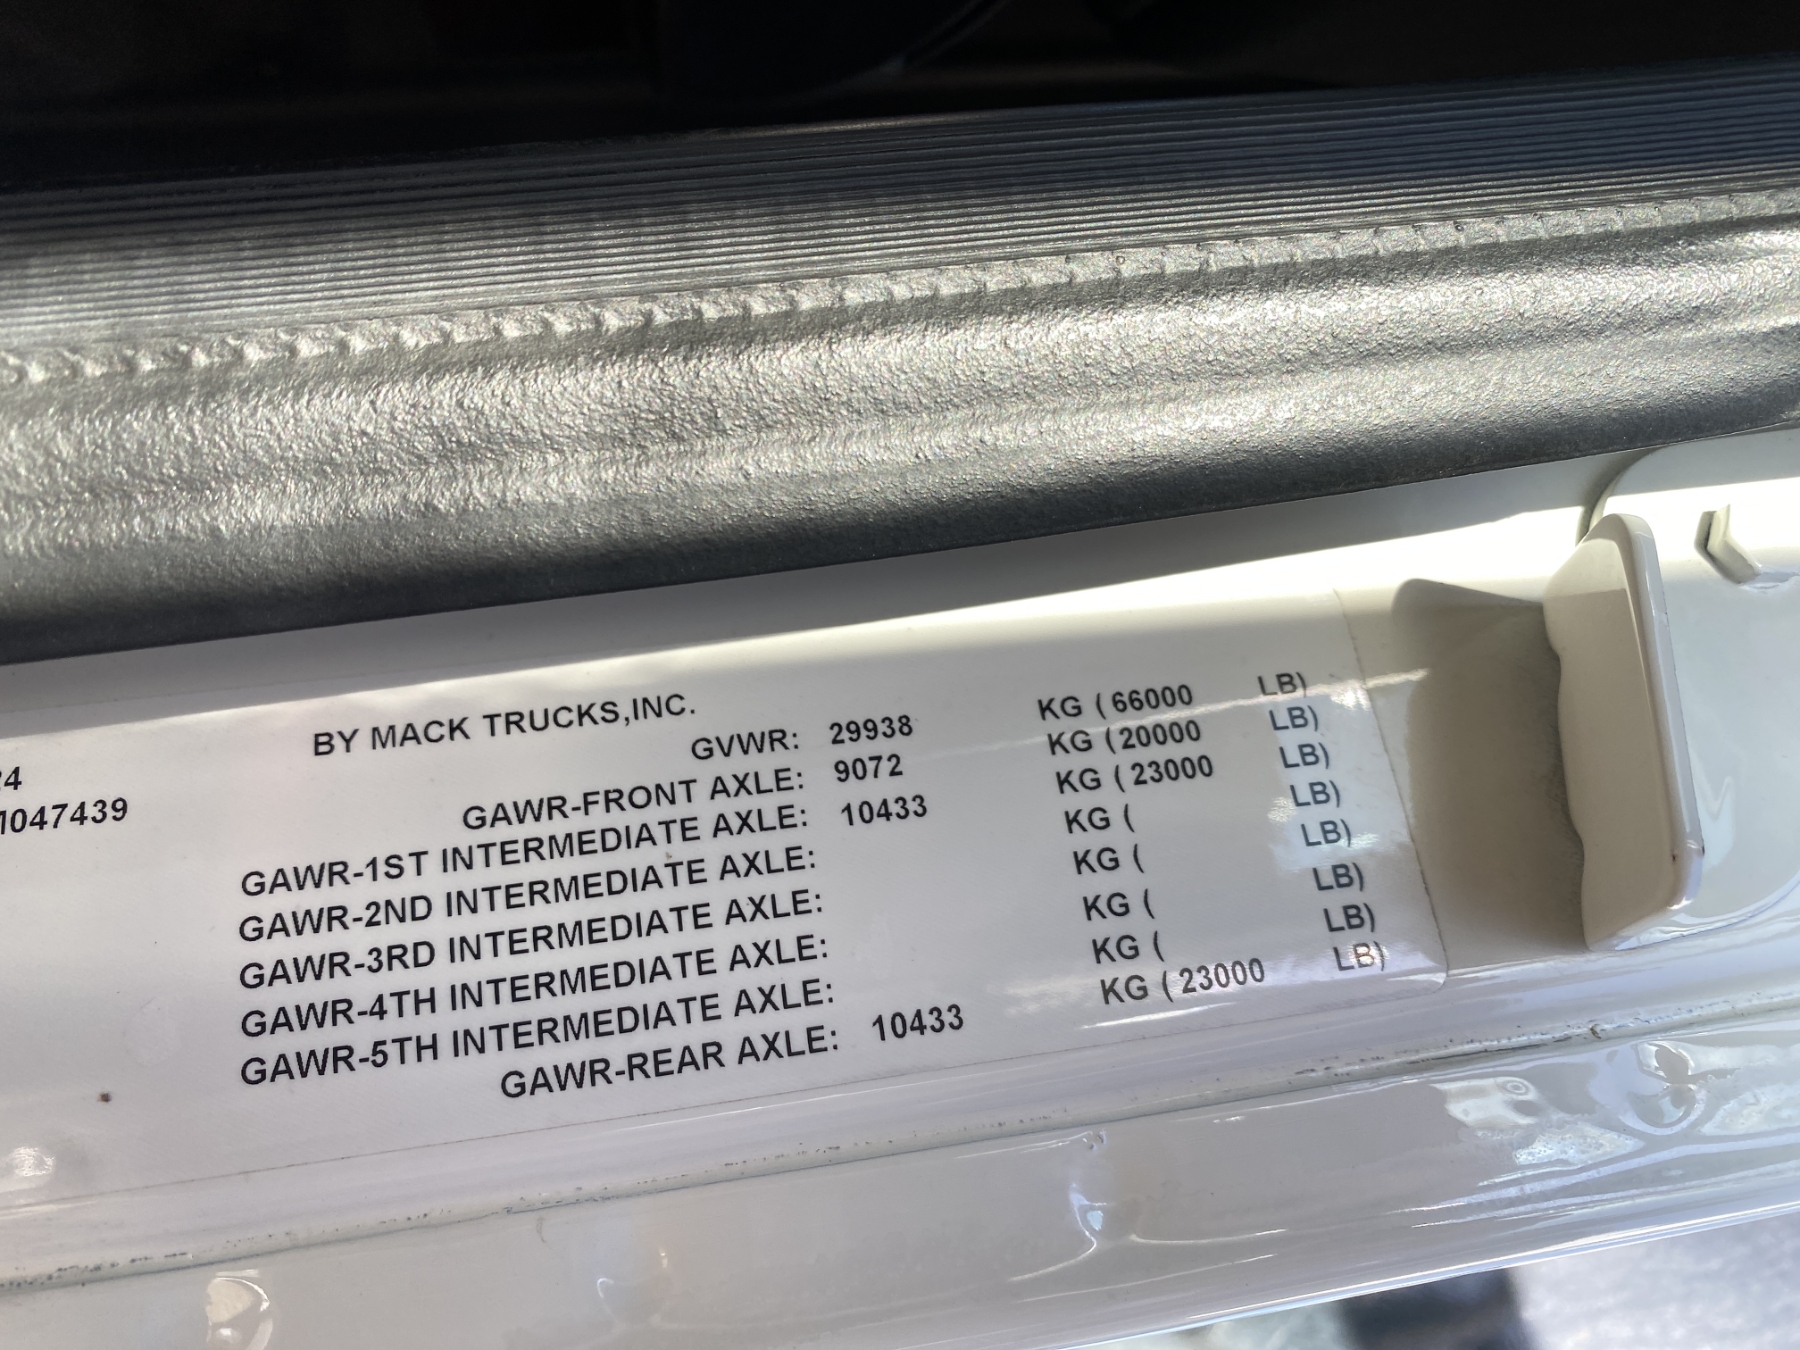 BY MACK TRUCKS,INC.
24
GVWR: 29938 KG (66000 LB)
1047439
GAWR-FRONT AXLE: 9072 KG (20000 LB)
GAWR-1ST INTERMEDIATE AXLE: 10433 KG (23000 LB)
GAWR-2ND INTERMEDIATE AXLE: KG ( LB)
GAWR-3RD INTERMEDIATE AXLE: KG ( LB)
GAWR-4TH INTERMEDIATE AXLE: KG ( LB)
GAWR-5TH INTERMEDIATE AXLE: KG ( LB)
GAWR-REAR AXLE: 10433 KG (23000 LB)